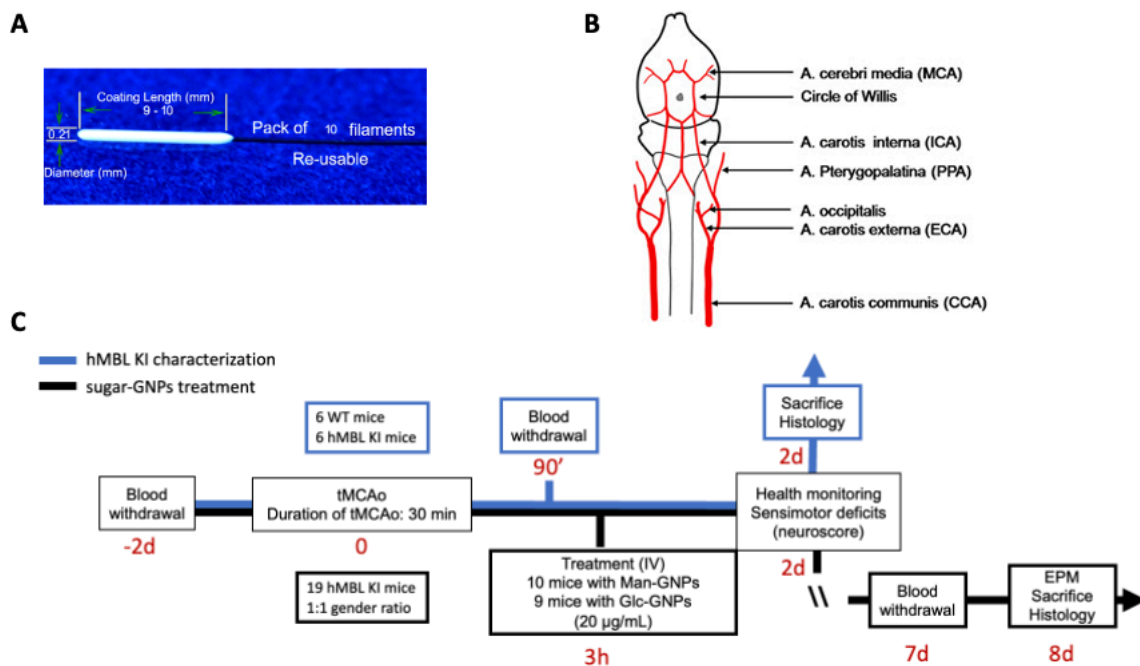 A
Coating Length (mm)
9 - 10
0.21
Diameter (mm)
Pack of 10 filaments
Re-usable
B
A. cerebri media (MCA)
Circle of Willis
A. carotis interna (ICA)
A. Pterygopalatina (PPA)
A. occipitalis
A. carotis externa (ECA)
A. carotis communis (CCA)
C
hMBL KI characterization
sugar-GNPs treatment
6 WT mice
6 hMBL KI mice
Blood
withdrawal
90’
Sacrifice
Histology
2d
Blood
withdrawal
-2d
tMCAo
Duration of tMCAo: 30 min
0
Health monitoring
Sensimotor deficits
(neuroscore)
2d
19 hMBL KI mice
1:1 gender ratio
Treatment (IV)
10 mice with Man-GNPs
9 mice with Glc-GNPs
(20 µg/mL)
3h
\\
Blood
withdrawal
7d
EPM
Sacrifice
Histology
8d